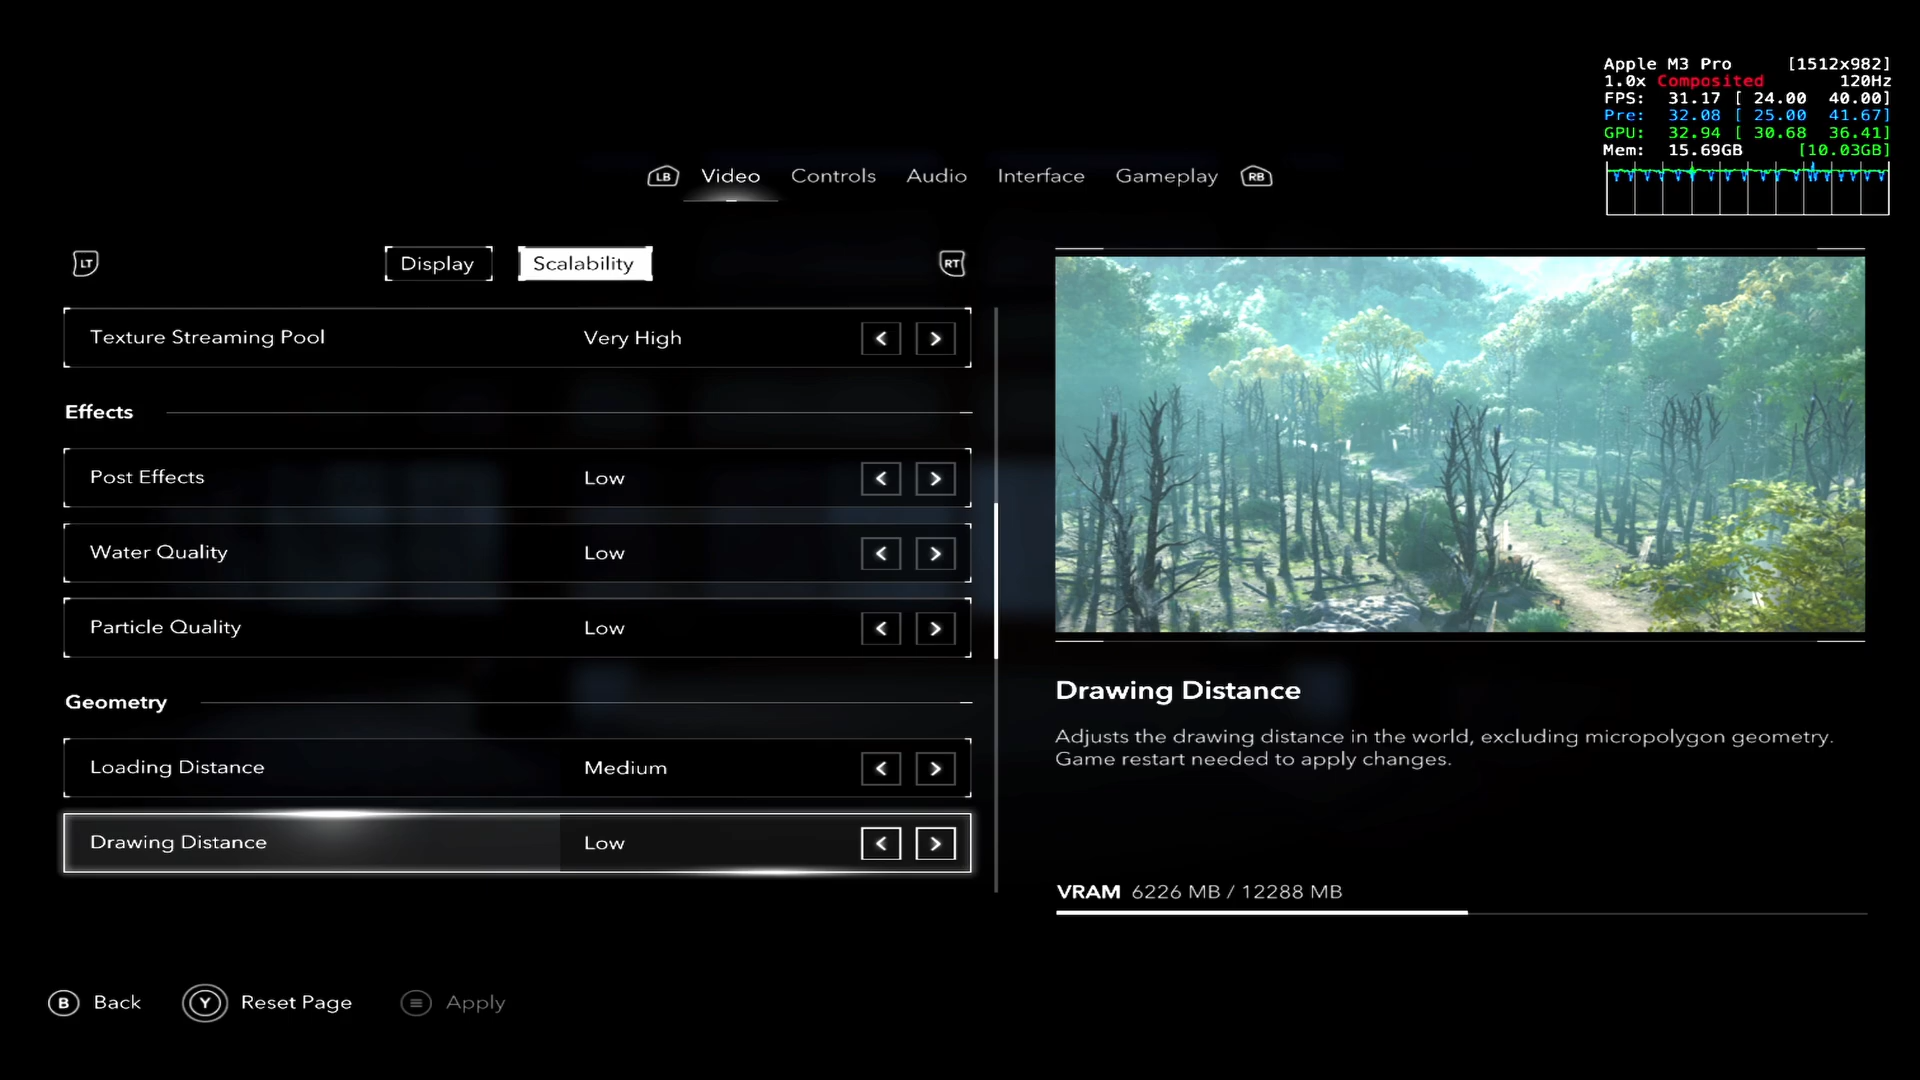 Apple M3 Pro [1512x982]
1.0x Composited 120Hz
FPS: 31.17 [ 24.00 40.00]
Pre: 32.08 [ 25.00 41.67]
GPU: 32.94 [ 30.68 36.41]
Mem: 15.69GB [10.03GB]
LB Video Controls Audio Interface Gameplay RB
LT Display Scalability RT
Texture Streaming Pool Very High < >
Effects
Post Effects Low < >
Water Quality Low < >
Particle Quality Low < >
Geometry
Loading Distance Medium < >
Drawing Distance Low < >
Drawing Distance
Adjusts the drawing distance in the world, excluding micropolygon geometry.
Game restart needed to apply changes.
VRAM 6226 MB / 12288 MB
B Back Y Reset Page Apply